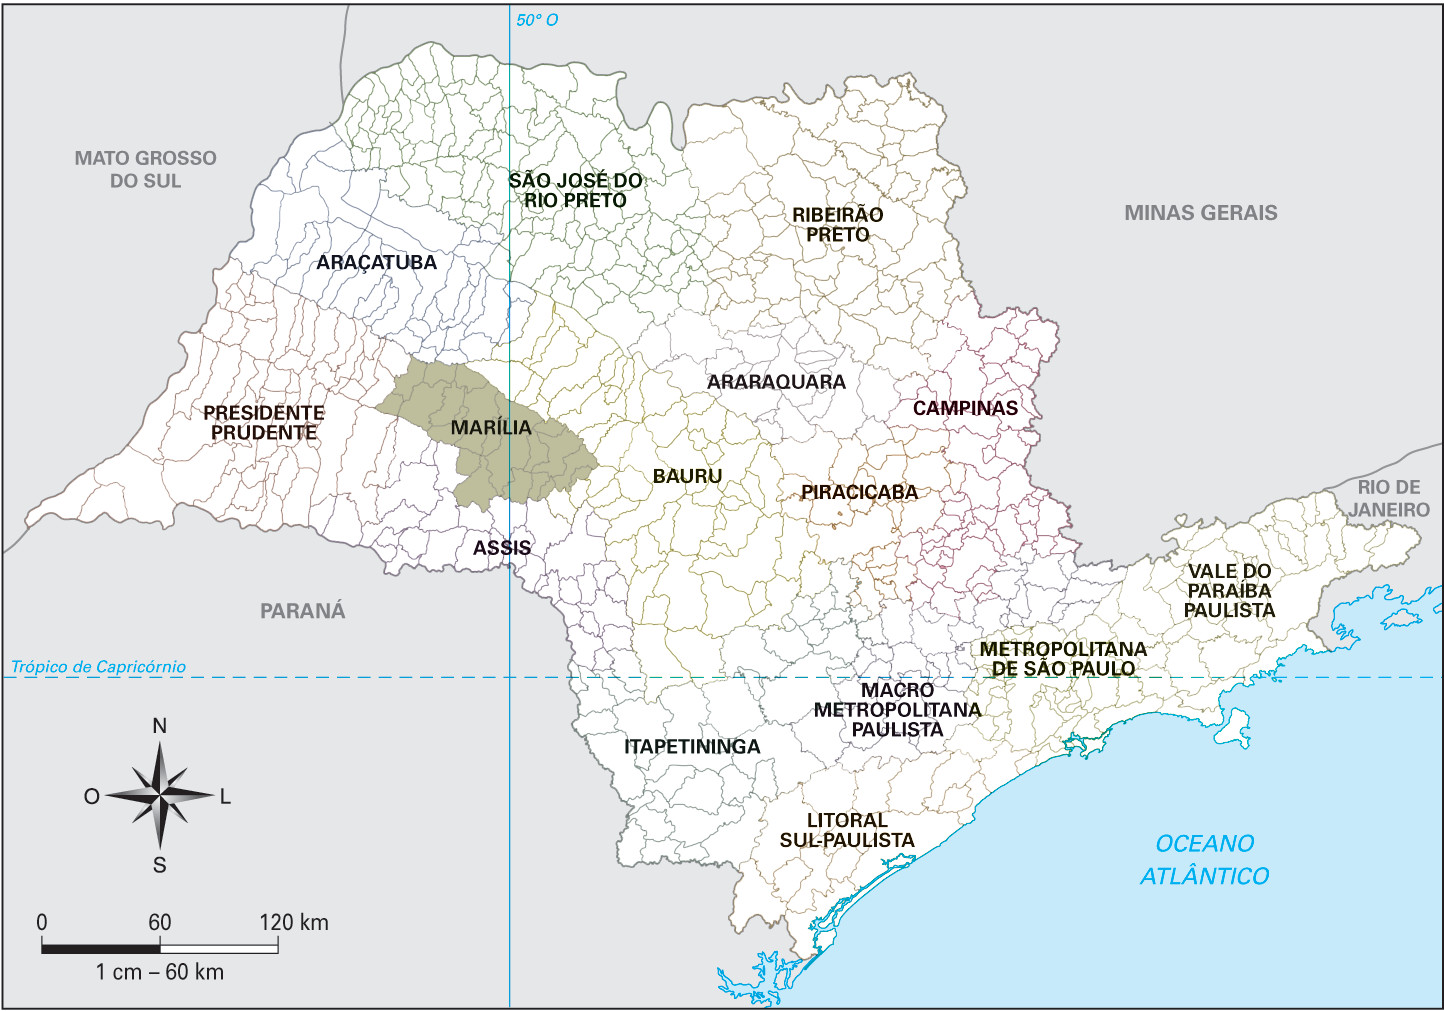 50° O
MATO GROSSO
DO SUL
SÃO JOSÉ DO
RIO PRETO
RIBEIRÃO
PRETO
MINAS GERAIS
ARAÇATUBA
ARARAQUARA
CAMPINAS
PRESIDENTE
PRUDENTE
MARÍLIA
BAURU
PIRACICABA
RIO DE
JANEIRO
ASSIS
VALE DO
PARAÍBA
PAULISTA
PARANÁ
METROPOLITANA
DE SÃO PAULO
Trópico de Capricórnio
MACRO
METROPOLITANA
PAULISTA
ITAPETININGA
N
O
L
S
LITORAL
SUL-PAULISTA
OCEANO
ATLÂNTICO
0 60 120 km
1 cm – 60 km